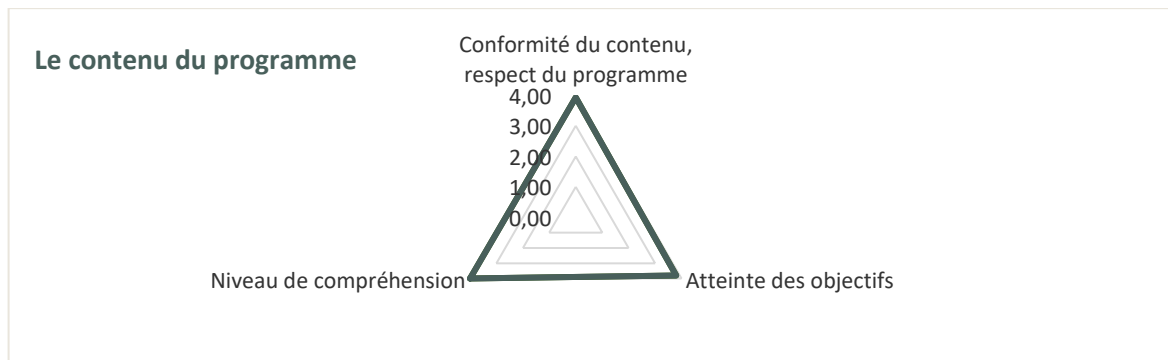 Le contenu du programme
Conformité du contenu,
respect du programme
4,00
3,00
2,00
1,00
0,00
Niveau de compréhension
Atteinte des objectifs